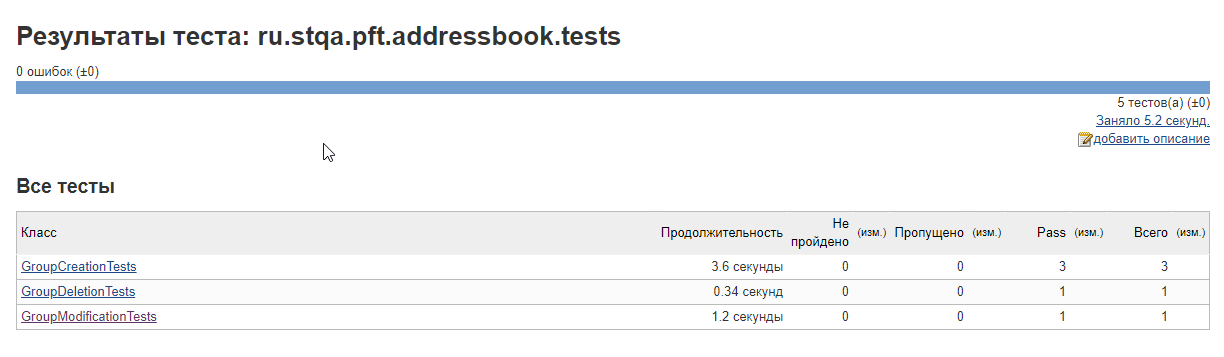 Результаты теста: ru.stqa.pft.addressbook.tests
0 ошибок (±0)
5 тестов(а) (±0)
Заняло 5.2 секунд.
добавить описание
Все тесты
Класс Продолжительность Не пройдено (изм.) Пропущено (изм.) Pass (изм.) Всего (изм.)
GroupCreationTests 3.6 секунды 0 0 3 3
GroupDeletionTests 0.34 секунд 0 0 1 1
GroupModificationTests 1.2 секунды 0 0 1 1